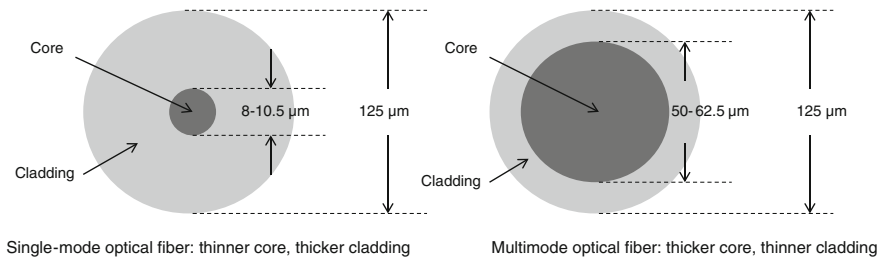 Core
8-10.5 µm
125 µm
Cladding
Single-mode optical fiber: thinner core, thicker cladding
Core
50-62.5 µm
125 µm
Cladding
Multimode optical fiber: thicker core, thinner cladding